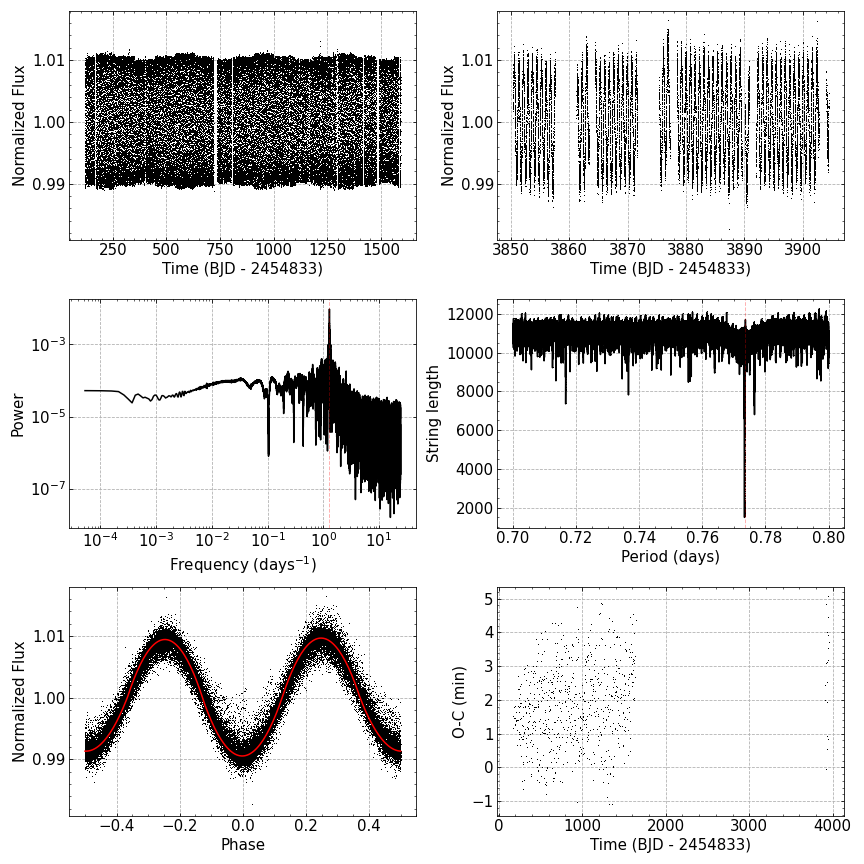 1.01
1.00
0.99
Normalized Flux
250 500 750 1000 1250 1500
Time (BJD - 2454833)
1.01
1.00
0.99
Normalized Flux
3850 3860 3870 3880 3890 3900
Time (BJD - 2454833)
10⁻³
10⁻⁵
10⁻⁷
Power
10⁻⁴ 10⁻³ 10⁻² 10⁻¹ 10⁰ 10¹
Frequency (days⁻¹)
12000
10000
8000
6000
4000
2000
String length
0.70 0.72 0.74 0.76 0.78 0.80
Period (days)
1.01
1.00
0.99
Normalized Flux
−0.4 −0.2 0.0 0.2 0.4
Phase
5
4
3
2
1
0
−1
O-C (min)
0 1000 2000 3000 4000
Time (BJD - 2454833)